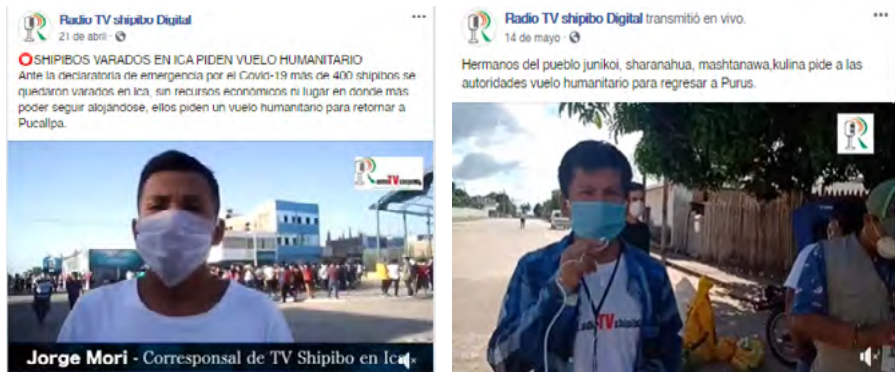 Radio TV shipibo Digital
21 de abril ·
SHIPIBOS VARADOS EN ICA PIDEN VUELO HUMANITARIO
Ante la declaratoria de emergencia por el Covid-19 más de 400 shipibos se
quedaron varados en Ica, sin recursos económicos ni lugar en donde más
poder seguir alojándose, ellos piden un vuelo humanitario para retornar a
Pucallpa.
Jorge Mori - Corresponsal de TV Shipibo en Ica
Radio TV shipibo Digital transmitió en vivo.
14 de mayo ·
Hermanos del pueblo junikoi, sharanahua, mashtanawa,kulina pide a las
autoridades vuelo humanitario para regresar a Purus.
Radio TV shipibo